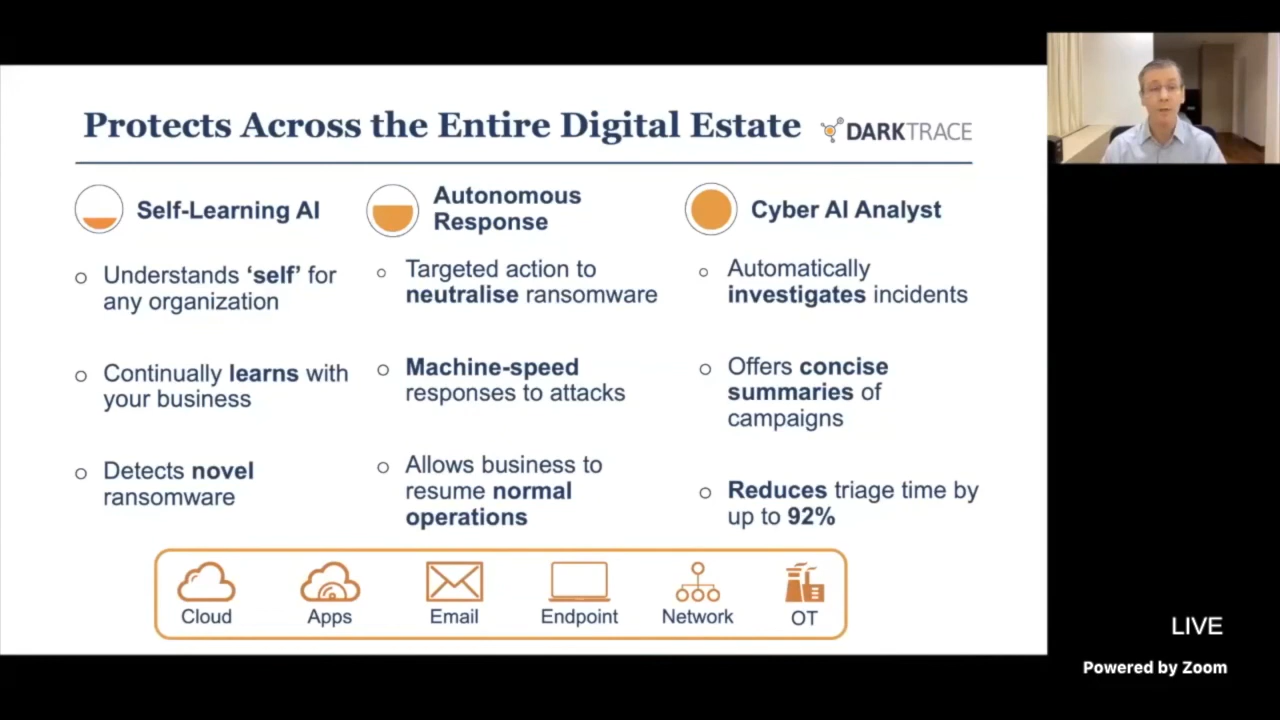 Protects Across the Entire Digital Estate
DARKTRACE
Self-Learning AI
Understands ‘self’ for
any organization
Continually learns with
your business
Detects novel
ransomware
Autonomous
Response
Targeted action to
neutralise ransomware
Machine-speed
responses to attacks
Allows business to
resume normal
operations
Cyber AI Analyst
Automatically
investigates incidents
Offers concise
summaries of
campaigns
Reduces triage time by
up to 92%
Cloud
Apps
Email
Endpoint
Network
OT
LIVE
Powered by Zoom